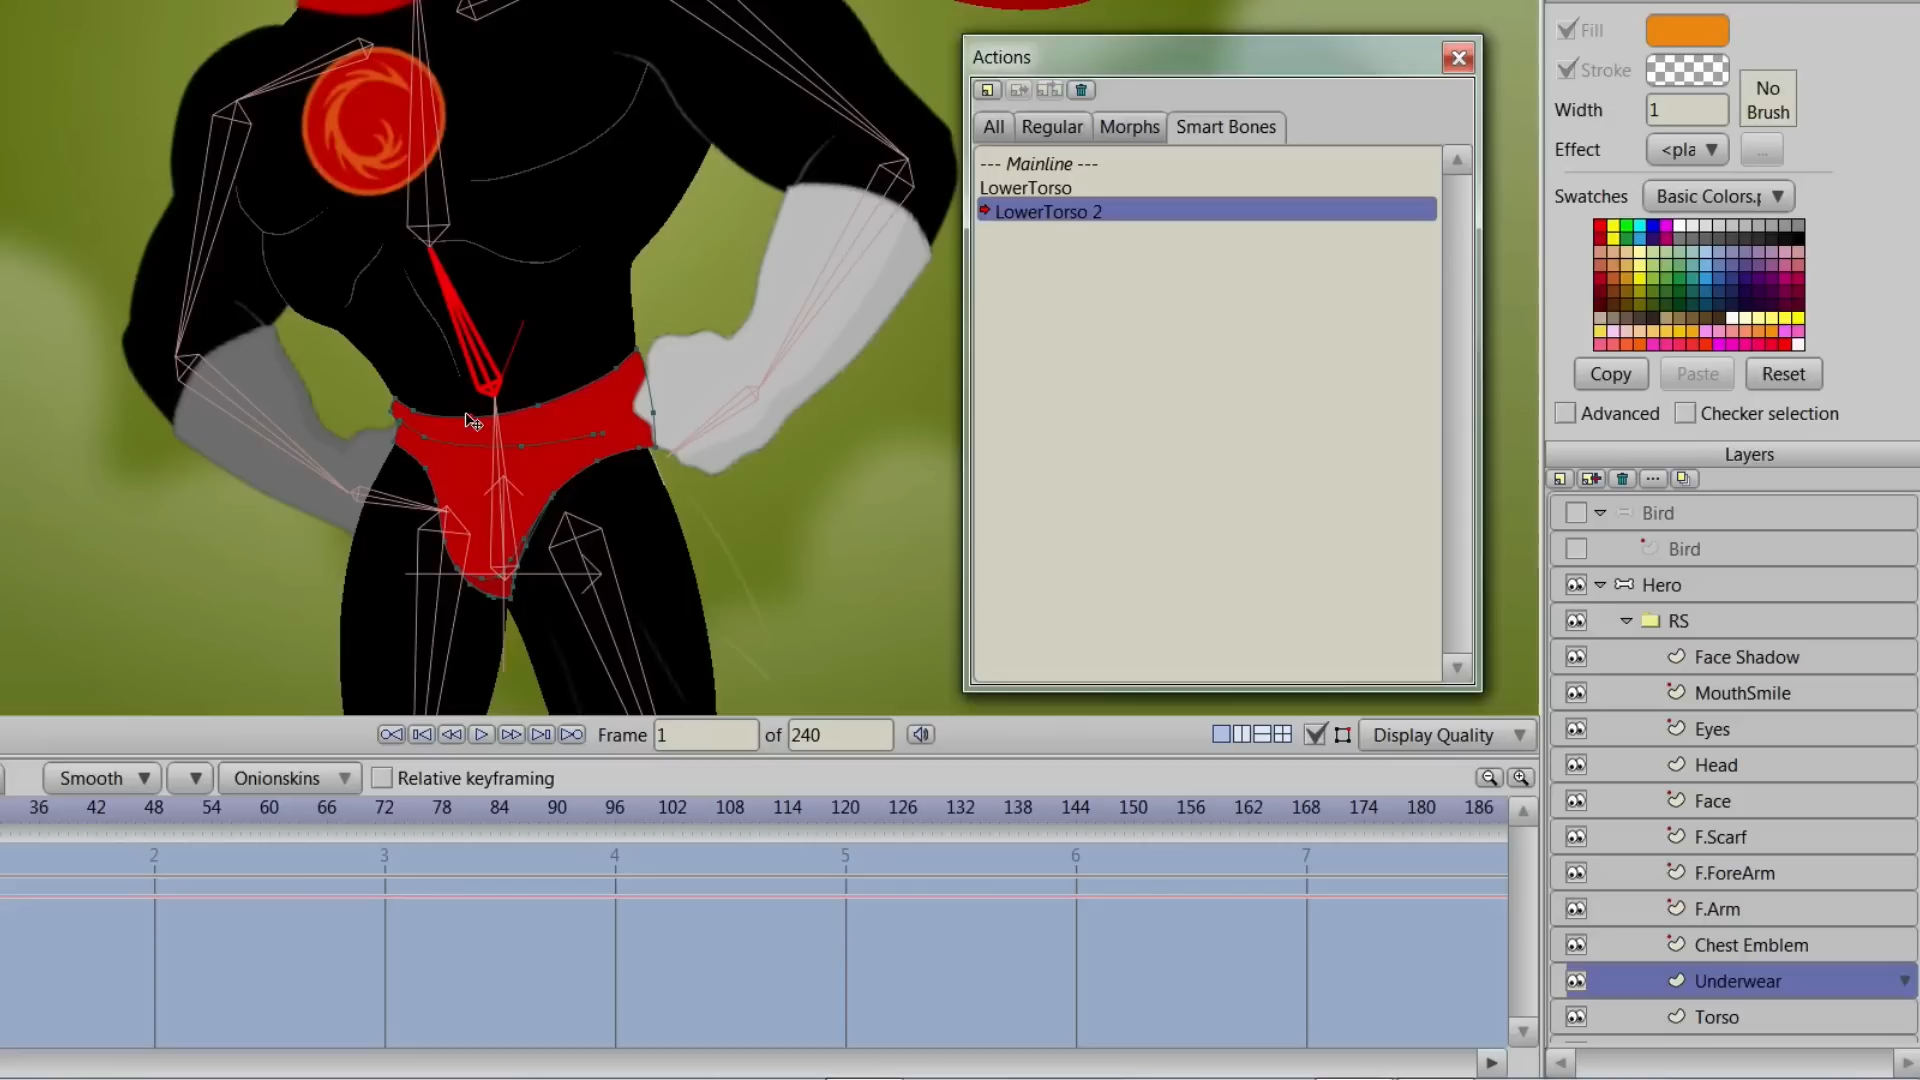 Actions
All Regular Morphs Smart Bones
--- Mainline ---
LowerTorso
LowerTorso 2
Fill
Stroke
No Brush
Width 1
Effect <pla ...
Swatches Basic Colors.p
Copy Paste Reset
Advanced Checker selection
Layers
Bird
Bird
Hero
RS
Face Shadow
MouthSmile
Eyes
Head
Face
F.Scarf
F.ForeArm
F.Arm
Chest Emblem
Underwear
Torso
Frame 1 of 240 Display Quality
Smooth Onionskins Relative keyframing
36 42 48 54 60 66 72 78 84 90 96 102 108 114 120 126 132 138 144 150 156 162 168 174 180 186
2 3 4 5 6 7